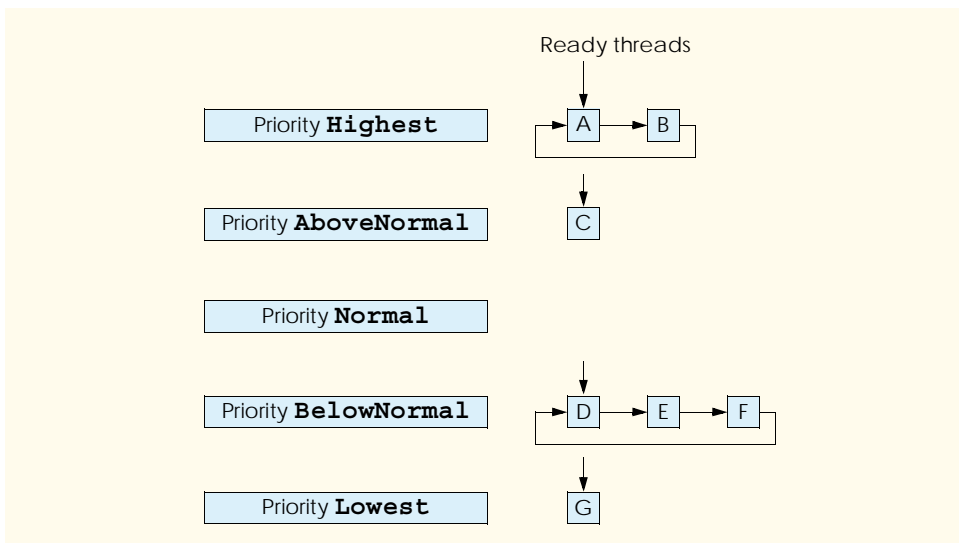 Ready threads
Priority Highest
A
B
Priority AboveNormal
C
Priority Normal
Priority BelowNormal
D
E
F
Priority Lowest
G